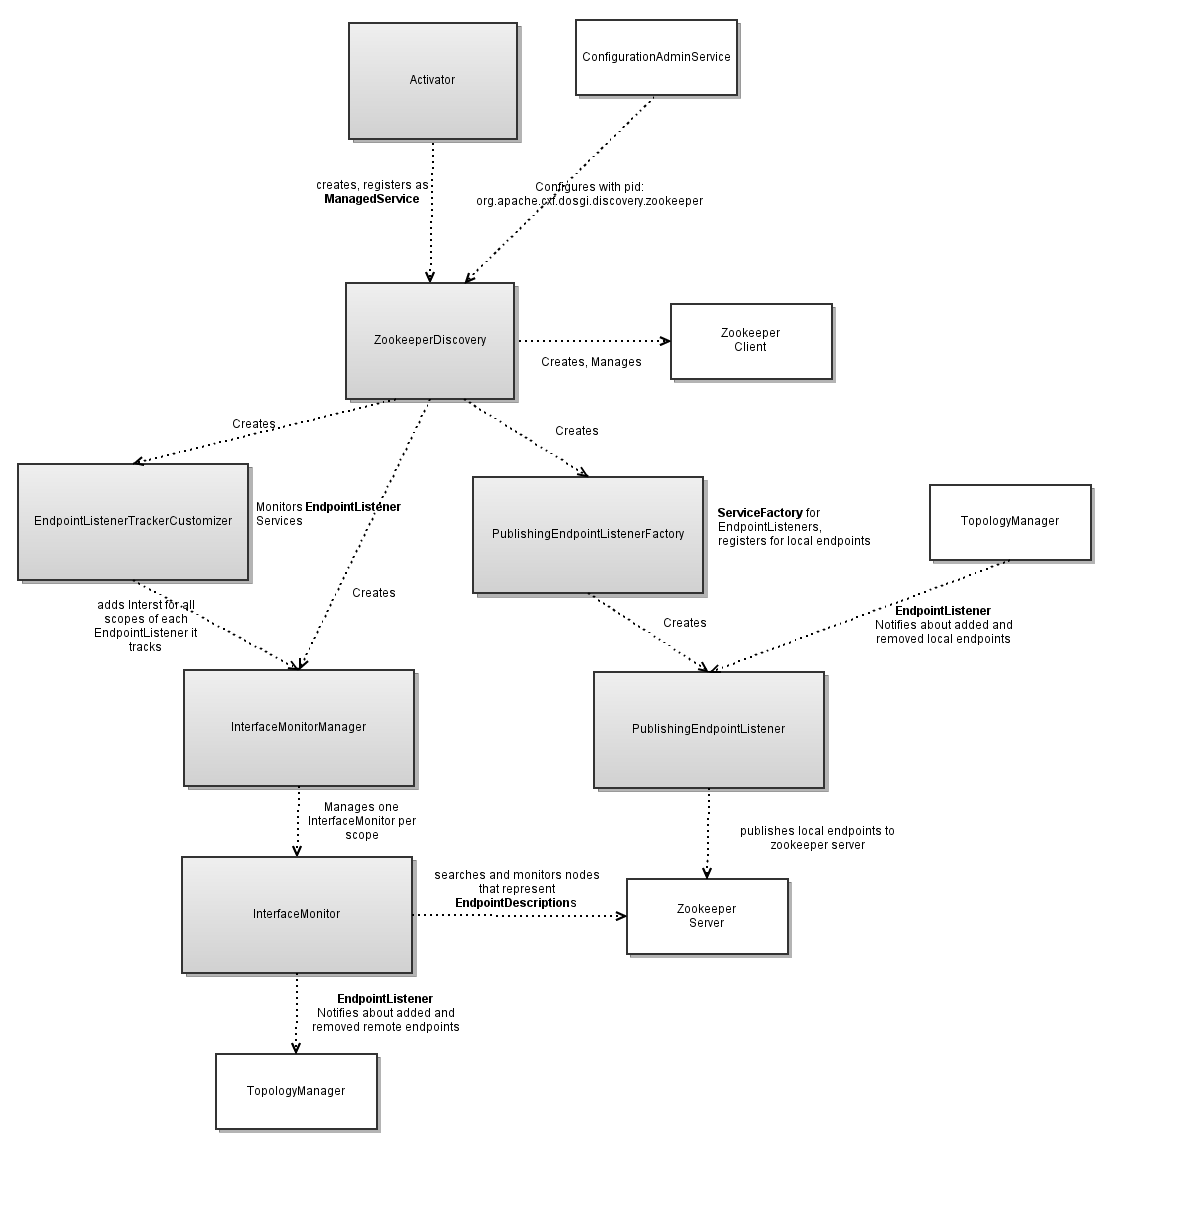 Activator
ConfigurationAdminService
creates, registers as
ManagedService
Configures with pid:
org.apache.cxf.dosgi.discovery.zookeeper
ZookeeperDiscovery
Zookeeper
Client
Creates, Manages
Creates
Creates
EndpointListenerTrackerCustomizer
Monitors EndpointListener
Services
PublishingEndpointListenerFactory
ServiceFactory for
EndpointListeners,
registers for local endpoints
TopologyManager
Creates
adds Interst for all
scopes of each
EndpointListener it
tracks
Creates
EndpointListener
Notifies about added and
removed local endpoints
InterfaceMonitorManager
PublishingEndpointListener
Manages one
InterfaceMonitor per
scope
publishes local endpoints to
zookeeper server
InterfaceMonitor
searches and monitors nodes
that represent
EndpointDescriptions
Zookeeper
Server
EndpointListener
Notifies about added and
removed remote endpoints
TopologyManager